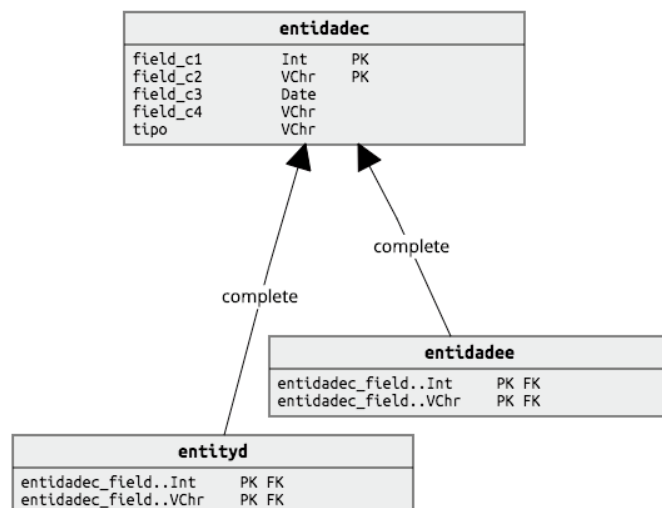 entidadec
field_c1 Int PK
field_c2 VChr PK
field_c3 Date
field_c4 VChr
tipo VChr
complete
complete
entidadee
entidadec_field..Int PK FK
entidadec_field..VChr PK FK
entityd
entidadec_field..Int PK FK
entidadec_field..VChr PK FK